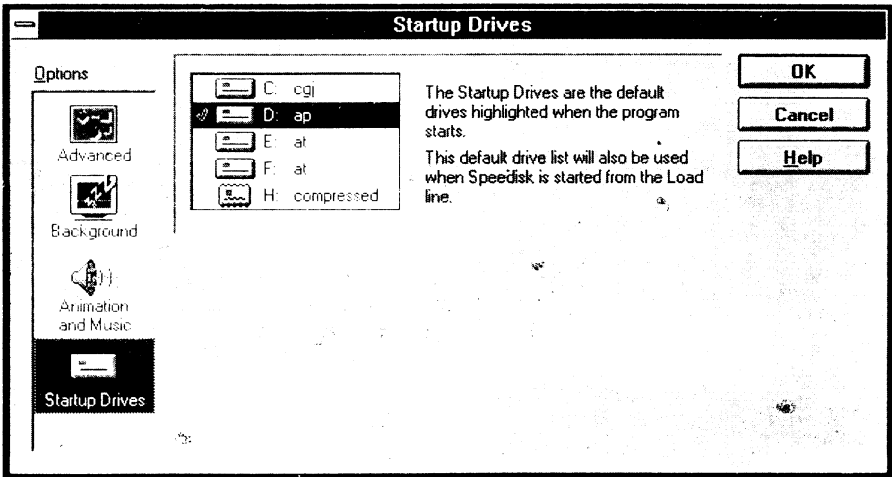 Startup Drives
Options
Advanced
Background
Animation
and Music
Startup Drives
C: cgj
D: ap
E: at
F: at
H: compressed
The Startup Drives are the default
drives highlighted when the program
starts.
This default drive list will also be used
when Speedisk is started from the Load
line.
OK
Cancel
Help